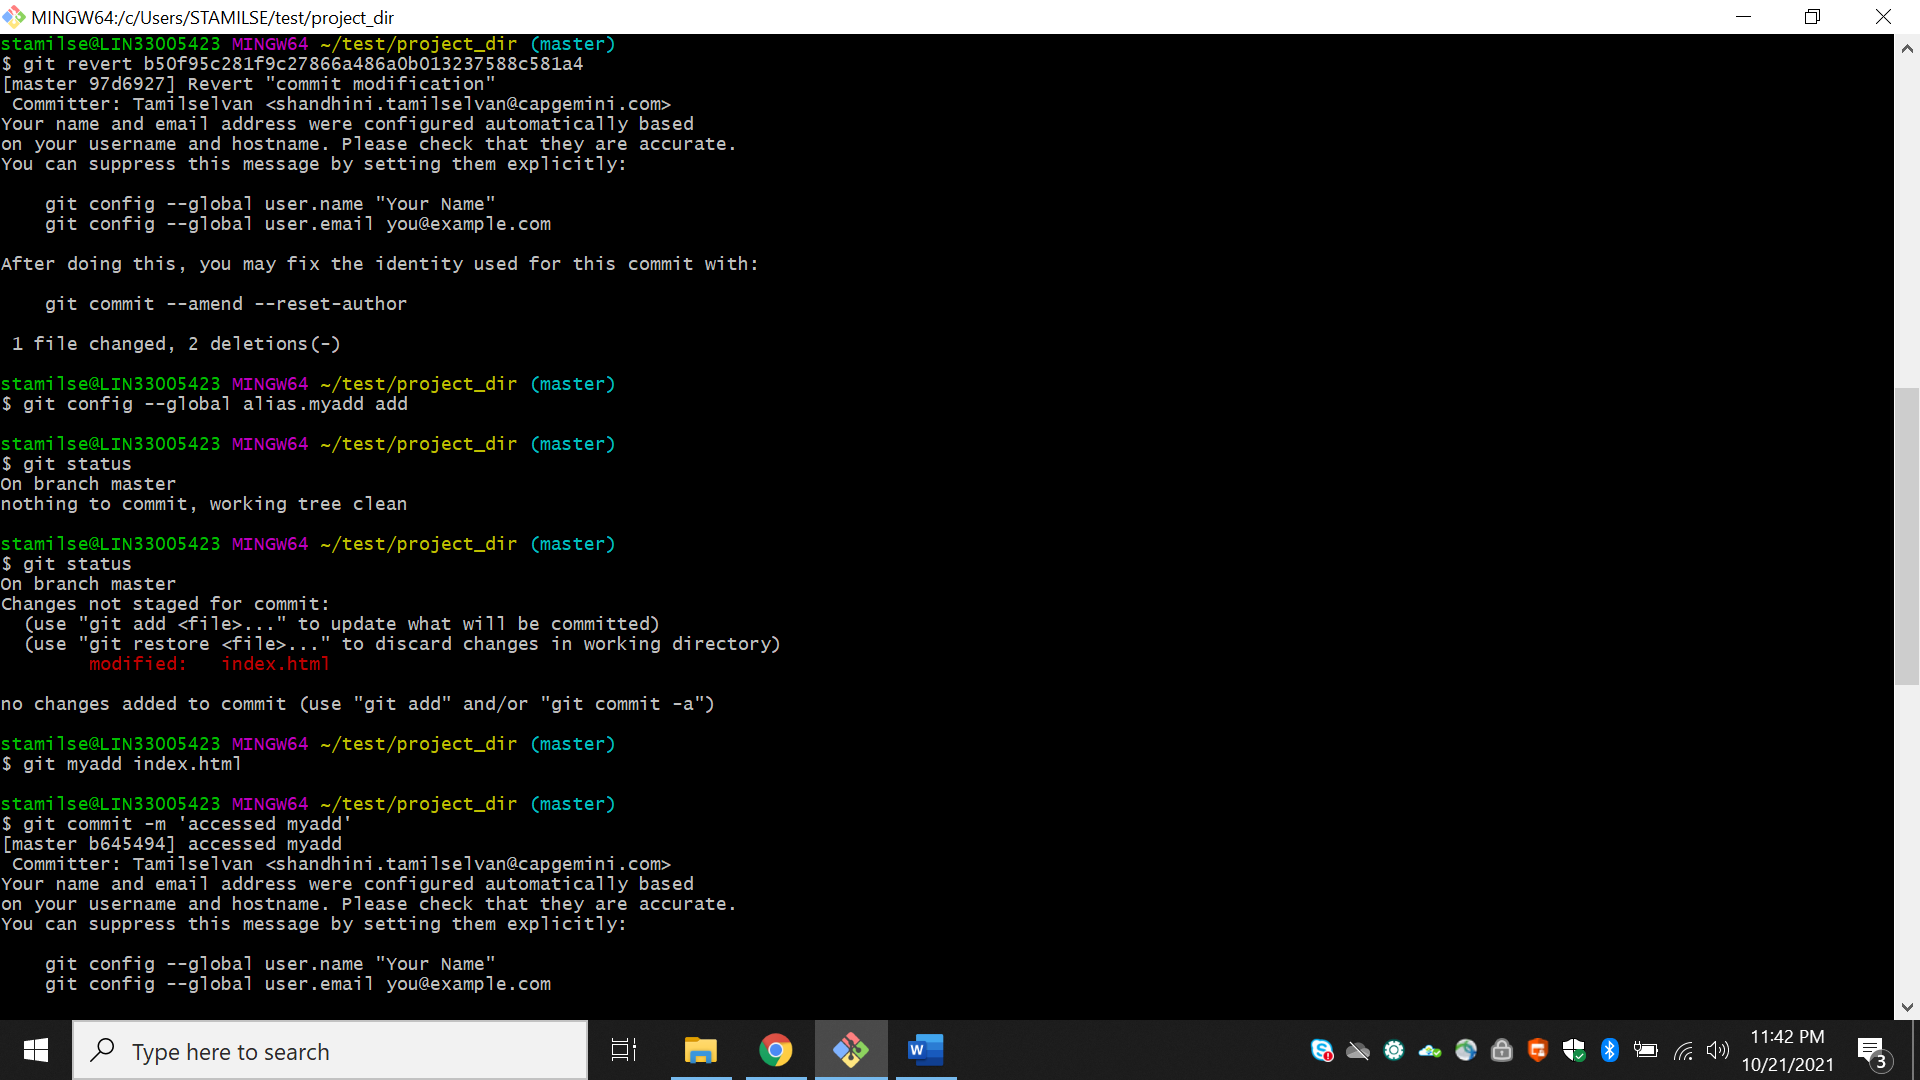 MINGW64:/c/Users/STAMILSE/test/project_dir
stamilse@LIN33005423 MINGW64 ~/test/project_dir (master)
$ git revert b50f95c281f9c27866a486a0b013237588c581a4
[master 97d6927] Revert "commit modification"
 Committer: Tamilselvan <shandhini.tamilselvan@capgemini.com>
Your name and email address were configured automatically based
on your username and hostname. Please check that they are accurate.
You can suppress this message by setting them explicitly:
    git config --global user.name "Your Name"
    git config --global user.email you@example.com
After doing this, you may fix the identity used for this commit with:
    git commit --amend --reset-author
 1 file changed, 2 deletions(-)
stamilse@LIN33005423 MINGW64 ~/test/project_dir (master)
$ git config --global alias.myadd add
stamilse@LIN33005423 MINGW64 ~/test/project_dir (master)
$ git status
On branch master
nothing to commit, working tree clean
stamilse@LIN33005423 MINGW64 ~/test/project_dir (master)
$ git status
On branch master
Changes not staged for commit:
  (use "git add <file>..." to update what will be committed)
  (use "git restore <file>..." to discard changes in working directory)
        modified:   index.html
no changes added to commit (use "git add" and/or "git commit -a")
stamilse@LIN33005423 MINGW64 ~/test/project_dir (master)
$ git myadd index.html
stamilse@LIN33005423 MINGW64 ~/test/project_dir (master)
$ git commit -m 'accessed myadd'
[master b645494] accessed myadd
 Committer: Tamilselvan <shandhini.tamilselvan@capgemini.com>
Your name and email address were configured automatically based
on your username and hostname. Please check that they are accurate.
You can suppress this message by setting them explicitly:
    git config --global user.name "Your Name"
    git config --global user.email you@example.com
Type here to search
W
11:42 PM
10/21/2021
3